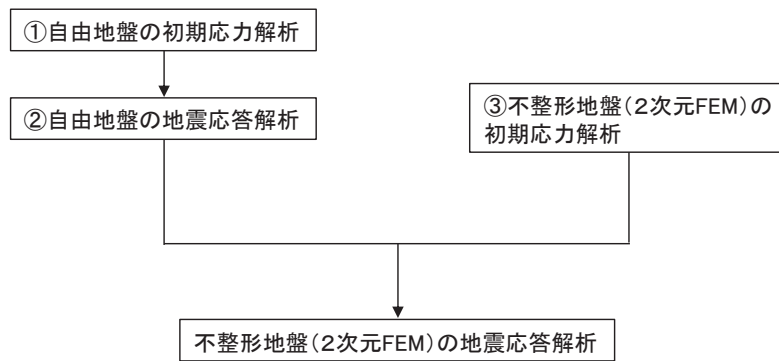 ①自由地盤の初期応力解析
②自由地盤の地震応答解析
③不整形地盤(2次元FEM)の
初期応力解析
不整形地盤(2次元FEM)の地震応答解析